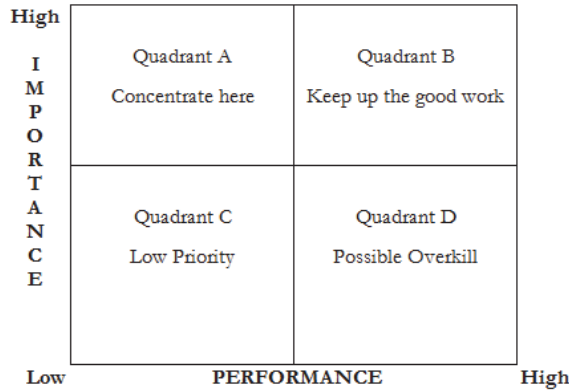 High
I
M
P
O
R
T
A
N
C
E
Quadrant A
Concentrate here
Quadrant B
Keep up the good work
Quadrant C
Low Priority
Quadrant D
Possible Overkill
Low
PERFORMANCE
High